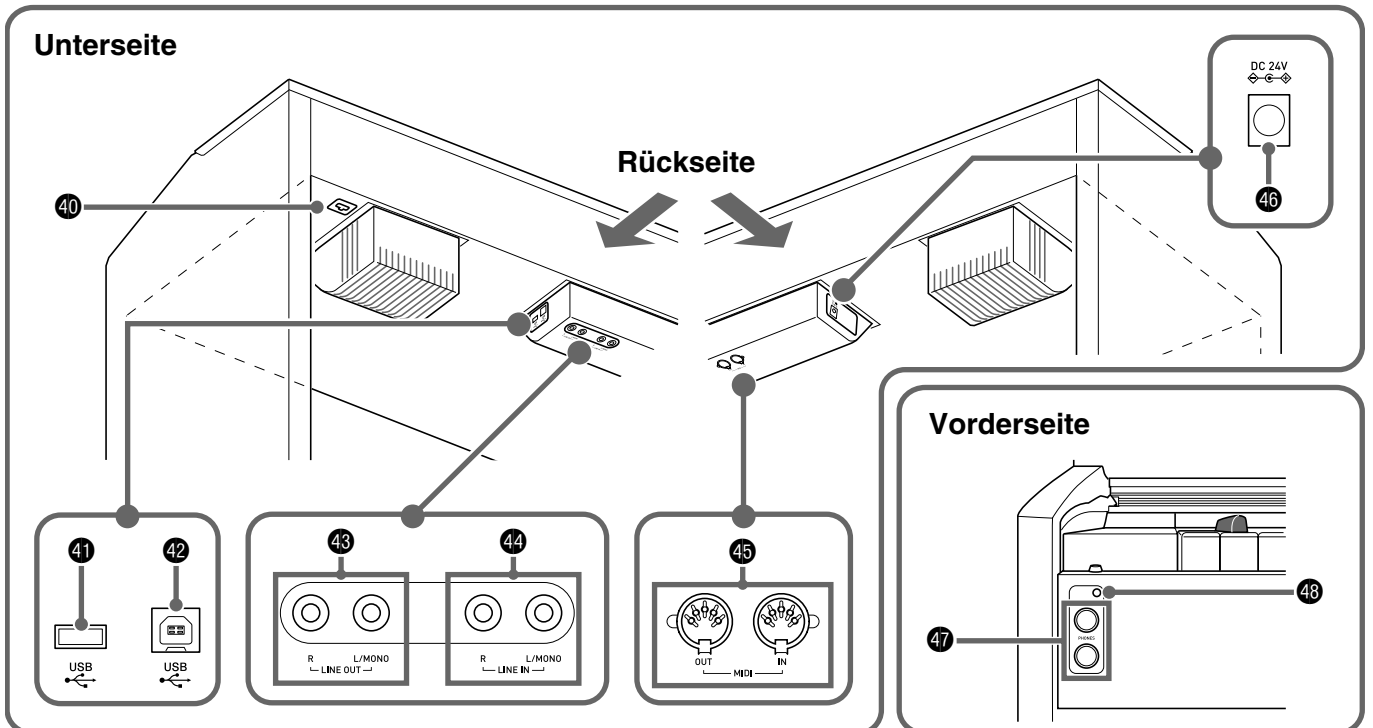 Unterseite
DC 24V
Rückseite
40
46
Vorderseite
41
42
USB
USB
43
44
R L/MONO
LINE OUT
R L/MONO
LINE IN
45
OUT IN
MIDI
48
47
PHONES